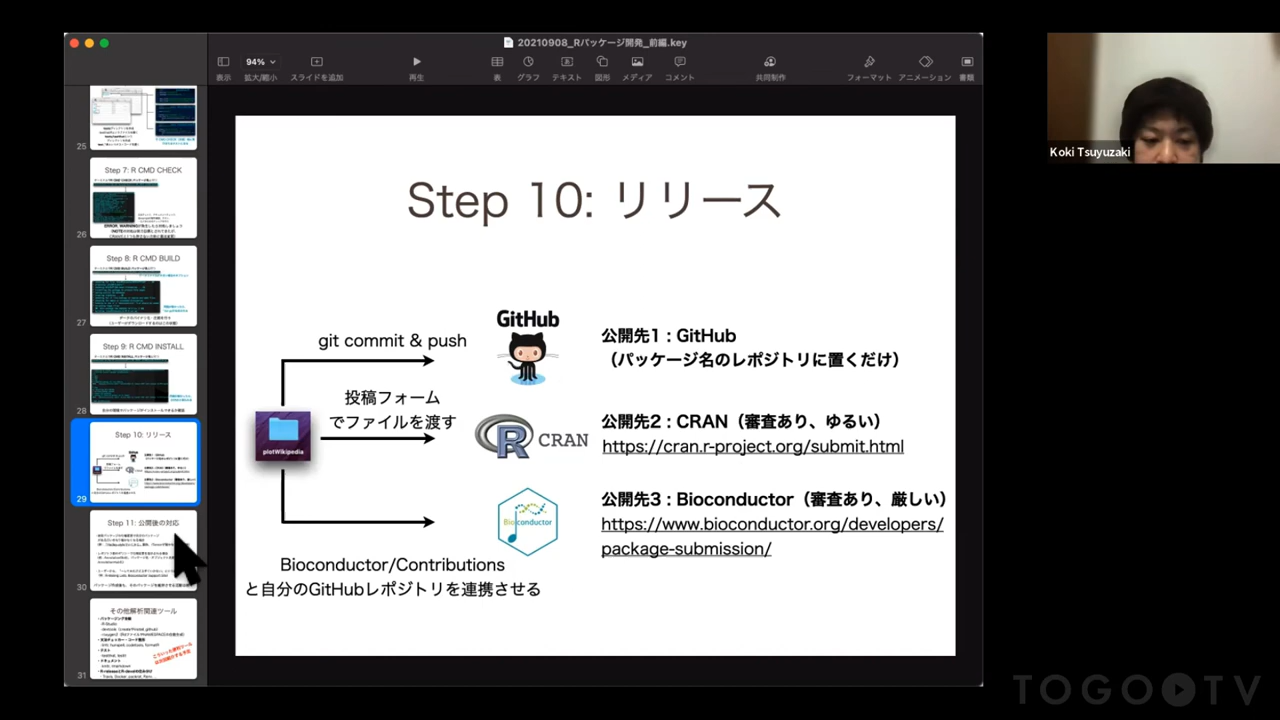 20210908_Rパッケージ開発_前編.key
94%
表示
拡大/縮小
スライドを追加
再生
表
グラフ
テキスト
図形
メディア
コメント
共同制作
フォーマット
アニメーション
書類
25
Step 7: R CMD CHECK
26
Step 8: R CMD BUILD
27
Step 9: R CMD INSTALL
28
Step 10: リリース
29
Step 11: 公開後の対応
30
その他解析関連ツール
31
Step 10: リリース
git commit & push
GitHub
公開先1 : GitHub
（パッケージ名のレポジトリに置くだけ）
投稿フォーム
でファイルを渡す
plotWikipedia
R CRAN
公開先2 : CRAN（審査あり、ゆるい）
https://cran.r-project.org/submit.html
Bioconductor
公開先3 : Bioconductor（審査あり、厳しい）
https://www.bioconductor.org/developers/
package-submission/
Bioconductor/Contributions
と自分のGitHubレポジトリを連携させる
Koki Tsuyuzaki
TOGO TV